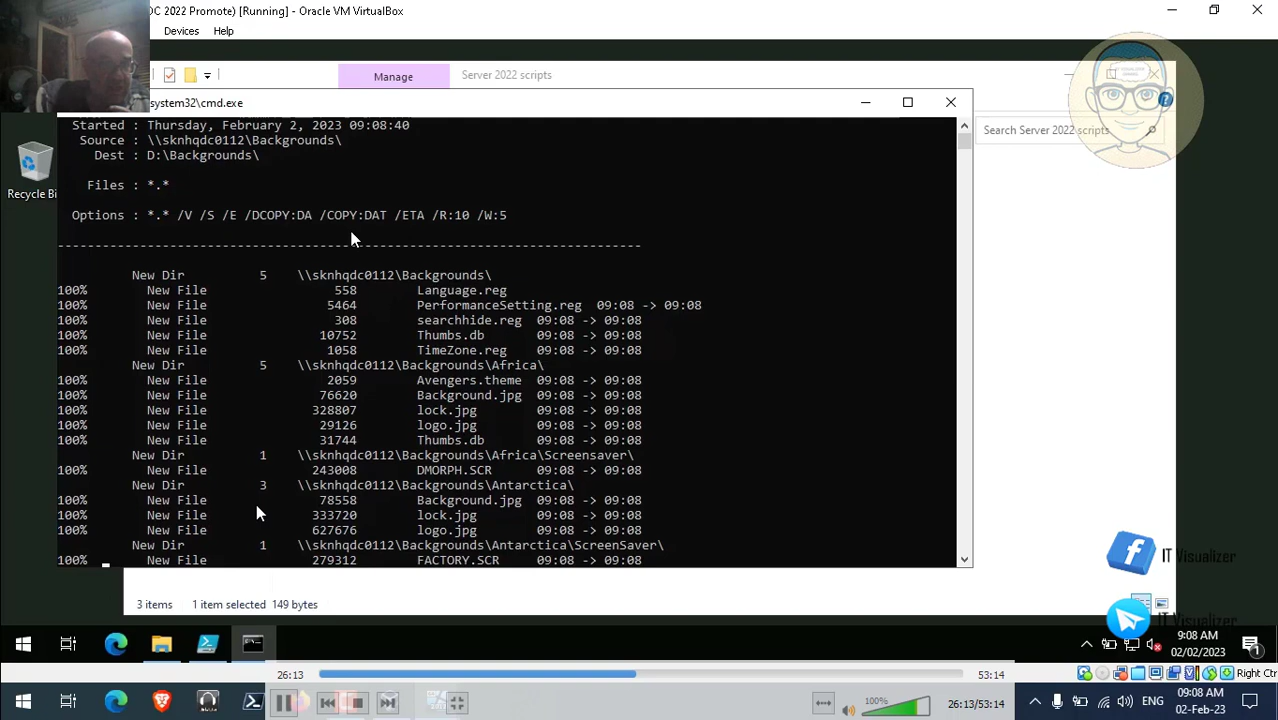 DC 2022 Promote) [Running] - Oracle VM VirtualBox
Devices Help
Manage Server 2022 scripts
system32\cmd.exe
Search Server 2022 scripts
Started : Thursday, February 2, 2023 09:08:40
Source : \\sknhqdc0112\Backgrounds\
Dest : D:\Backgrounds\
Files : *.*
Options : *.* /V /S /E /DCOPY:DA /COPY:DAT /ETA /R:10 /W:5
------------------------------------------------------------------------------
New Dir 5 \\sknhqdc0112\Backgrounds\
100% New File 558 Language.reg
100% New File 5464 PerformanceSetting.reg 09:08 -> 09:08
100% New File 308 searchhide.reg 09:08 -> 09:08
100% New File 10752 Thumbs.db 09:08 -> 09:08
100% New File 1058 TimeZone.reg 09:08 -> 09:08
New Dir 5 \\sknhqdc0112\Backgrounds\Africa\
100% New File 2059 Avengers.theme 09:08 -> 09:08
100% New File 76620 Background.jpg 09:08 -> 09:08
100% New File 328807 lock.jpg 09:08 -> 09:08
100% New File 29126 logo.jpg 09:08 -> 09:08
100% New File 31744 Thumbs.db 09:08 -> 09:08
New Dir 1 \\sknhqdc0112\Backgrounds\Africa\Screensaver\
100% New File 243008 DMORPH.SCR 09:08 -> 09:08
New Dir 3 \\sknhqdc0112\Backgrounds\Antarctica\
100% New File 78558 Background.jpg 09:08 -> 09:08
100% New File 333720 lock.jpg 09:08 -> 09:08
100% New File 627676 logo.jpg 09:08 -> 09:08
New Dir 1 \\sknhqdc0112\Backgrounds\Antarctica\ScreenSaver\
100% New File 279312 FACTORY.SCR 09:08 -> 09:08
Recycle Bi
IT Visualizer
3 items 1 item selected 149 bytes
IT Visualizer
9:08 AM
02/02/2023
1
26:13 53:14
Right Ctr
100%
26:13/53:14
ENG
09:08 AM
02-Feb-23